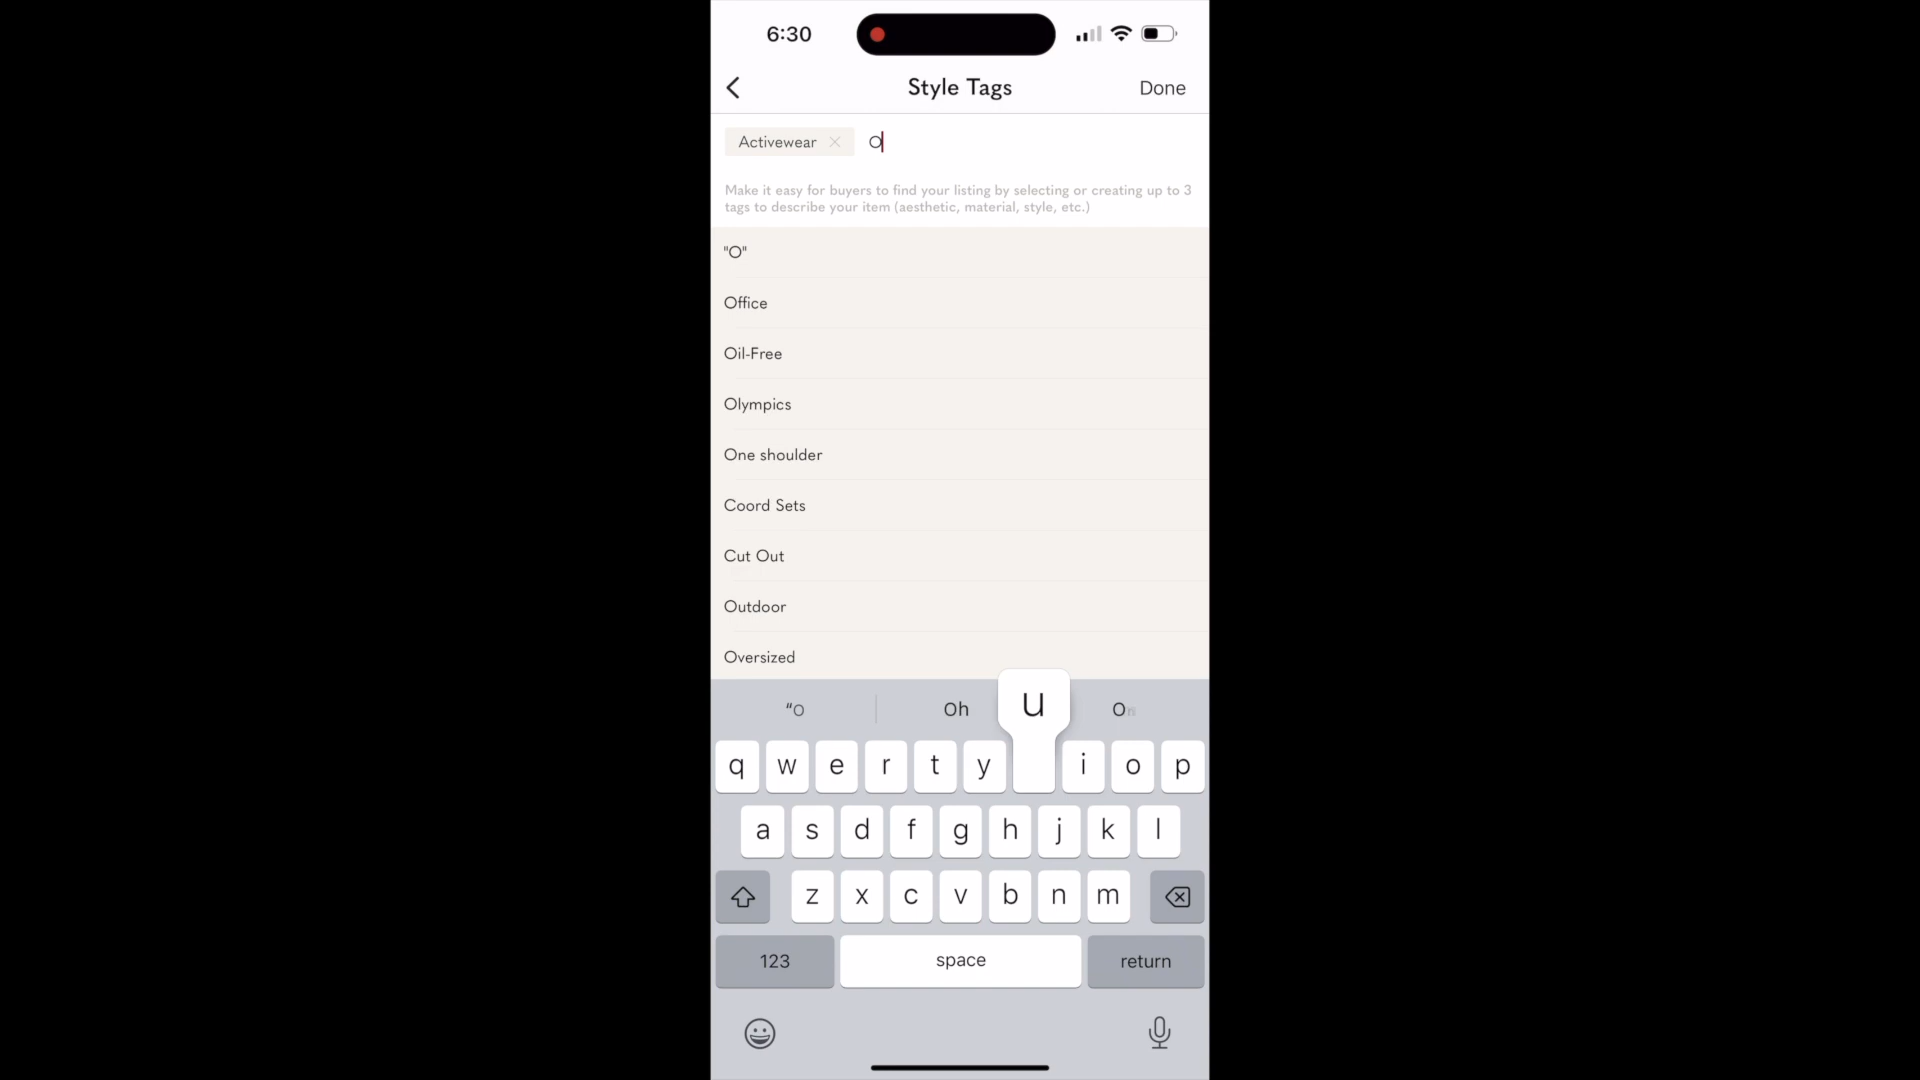 6:30
Style Tags
Done
Activewear
O
Make it easy for buyers to find your listing by selecting or creating up to 3
tags to describe your item (aesthetic, material, style, etc.)
"O"
Office
Oil-Free
Olympics
One shoulder
Coord Sets
Cut Out
Outdoor
Oversized
“O Oh On
q w e r t y u i o p
a s d f g h j k l
z x c v b n m
123 space return